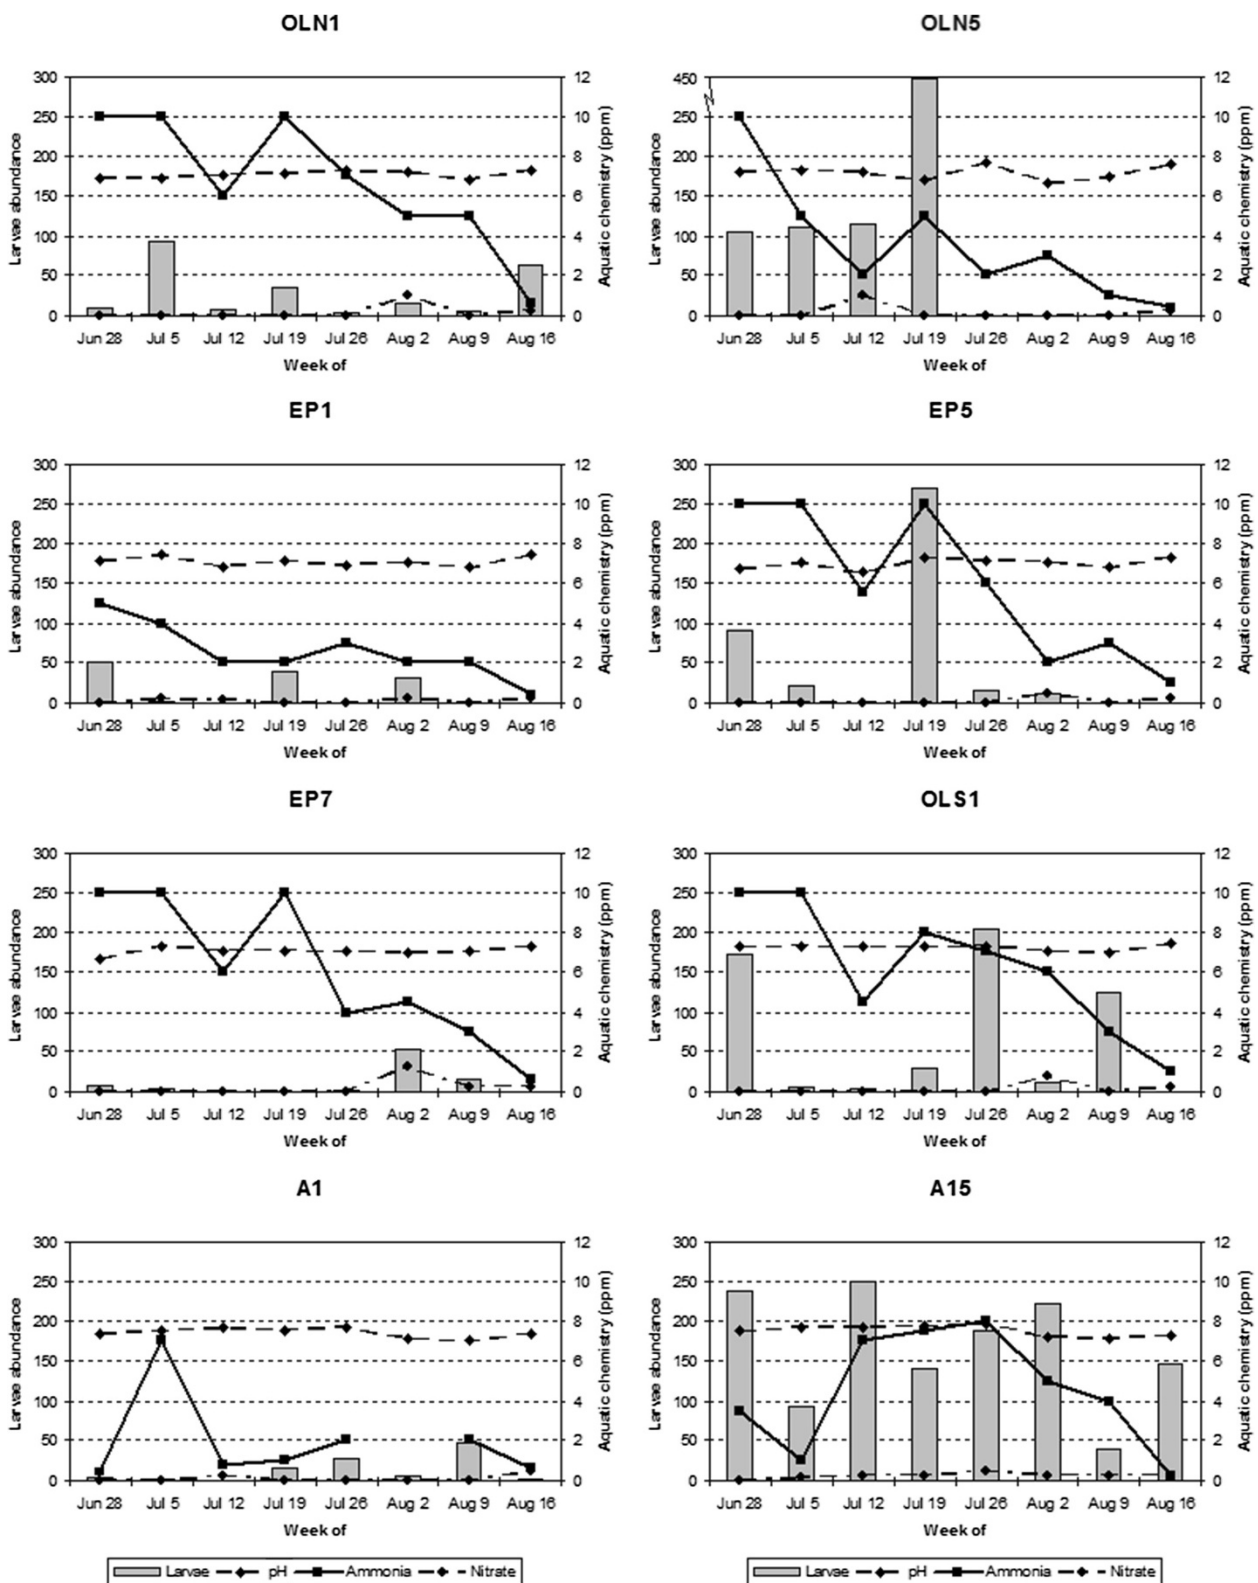 OLN1
OLN5
300
250
200
150
100
50
0
Larvae abundance
12
10
8
6
4
2
0
Aquatic chemistry (ppm)
Jun 28 Jul 5 Jul 12 Jul 19 Jul 26 Aug 2 Aug 9 Aug 16
Week of
450
250
200
150
100
50
0
Larvae abundance
12
10
8
6
4
2
0
Aquatic chemistry (ppm)
Jun 28 Jul 5 Jul 12 Jul 19 Jul 26 Aug 2 Aug 9 Aug 16
Week of
EP1
EP5
300
250
200
150
100
50
0
Larvae abundance
12
10
8
6
4
2
0
Aquatic chemistry (ppm)
Jun 28 Jul 5 Jul 12 Jul 19 Jul 26 Aug 2 Aug 9 Aug 16
Week of
300
250
200
150
100
50
0
Larvae abundance
12
10
8
6
4
2
0
Aquatic chemistry (ppm)
Jun 28 Jul 5 Jul 12 Jul 19 Jul 26 Aug 2 Aug 9 Aug 16
Week of
EP7
OLS1
300
250
200
150
100
50
0
Larvae abundance
12
10
8
6
4
2
0
Aquatic chemistry (ppm)
Jun 28 Jul 5 Jul 12 Jul 19 Jul 26 Aug 2 Aug 9 Aug 16
Week of
300
250
200
150
100
50
0
Larvae abundance
12
10
8
6
4
2
0
Aquatic chemistry (ppm)
Jun 28 Jul 5 Jul 12 Jul 19 Jul 26 Aug 2 Aug 9 Aug 16
Week of
A1
A15
300
250
200
150
100
50
0
Larvae abundance
12
10
8
6
4
2
0
Aquatic chemistry (ppm)
Jun 28 Jul 5 Jul 12 Jul 19 Jul 26 Aug 2 Aug 9 Aug 16
Week of
300
250
200
150
100
50
0
Larvae abundance
12
10
8
6
4
2
0
Aquatic chemistry (ppm)
Jun 28 Jul 5 Jul 12 Jul 19 Jul 26 Aug 2 Aug 9 Aug 16
Week of
Larvae pH Ammonia Nitrate
Larvae pH Ammonia Nitrate